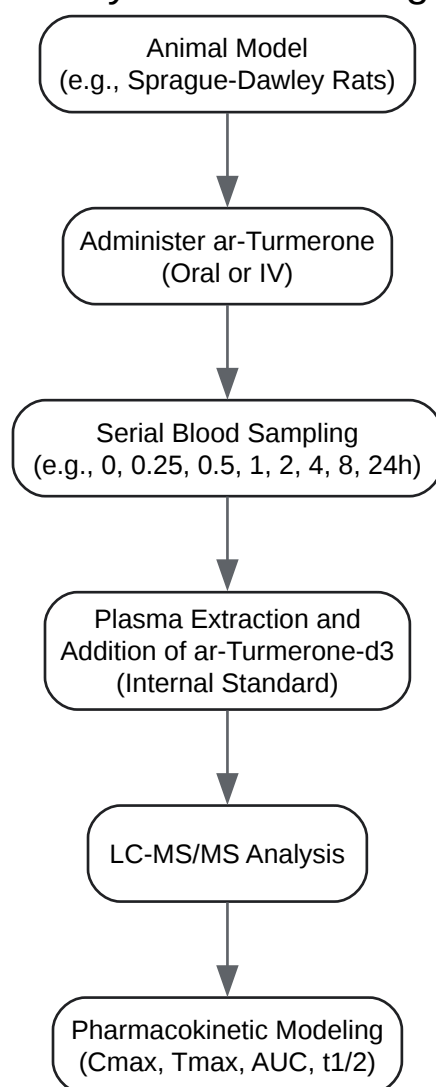 Animal Model
(e.g., Sprague-Dawley Rats)
Administer ar-Turmerone
(Oral or IV)
Serial Blood Sampling
(e.g., 0, 0.25, 0.5, 1, 2, 4, 8, 24h)
Plasma Extraction and
Addition of ar-Turmerone-d3
(Internal Standard)
LC-MS/MS Analysis
Pharmacokinetic Modeling
(Cmax, Tmax, AUC, t1/2)